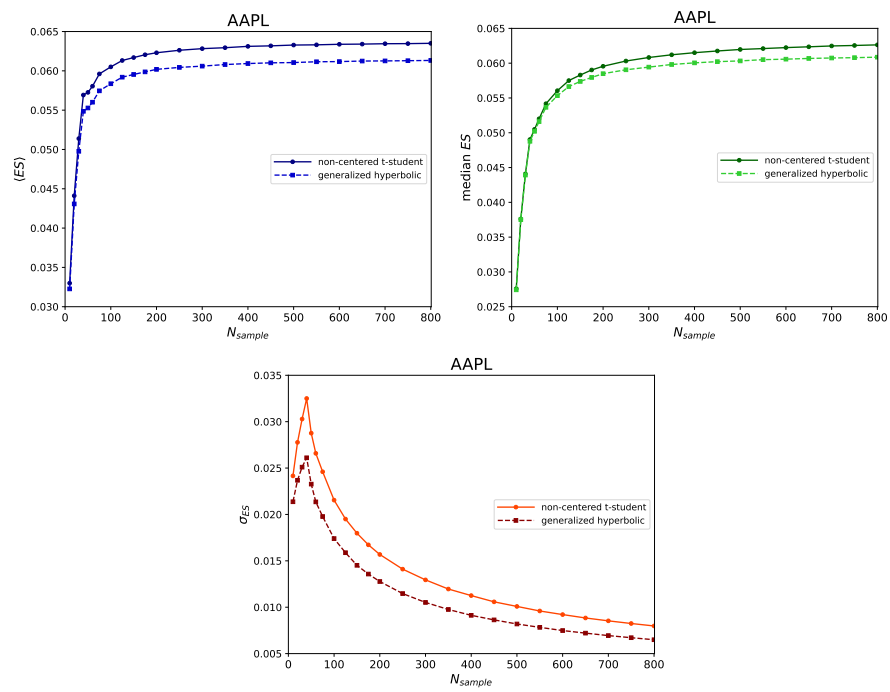 AAPL
0.065
0.060
0.055
0.050
0.045
0.040
0.035
0.030
⟨ES⟩
non-centered t-student
generalized hyperbolic
0 100 200 300 400 500 600 700 800
N_sample
AAPL
0.065
0.060
0.055
0.050
0.045
0.040
0.035
0.030
0.025
median ES
non-centered t-student
generalized hyperbolic
0 100 200 300 400 500 600 700 800
N_sample
AAPL
0.035
0.030
0.025
0.020
0.015
0.010
0.005
σ_ES
non-centered t-student
generalized hyperbolic
0 100 200 300 400 500 600 700 800
N_sample